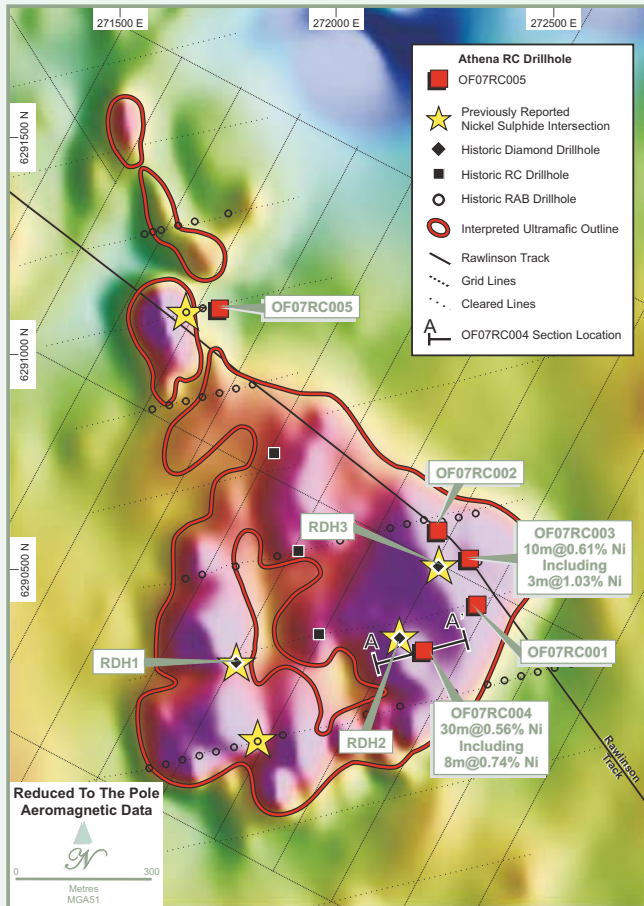 271500 E
272000 E
272500 E
6291500 N
6291000 N
6290500 N
Athena RC Drillhole
OF07RC005
Previously Reported
Nickel Sulphide Intersection
Historic Diamond Drillhole
Historic RC Drillhole
Historic RAB Drillhole
Interpreted Ultramafic Outline
Rawlinson Track
Grid Lines
Cleared Lines
A
OF07RC004 Section Location
OF07RC005
OF07RC002
RDH3
OF07RC003
10m@0.61% Ni
Including
3m@1.03% Ni
A
A'
OF07RC001
RDH1
RDH2
OF07RC004
30m@0.56% Ni
Including
8m@0.74% Ni
Rawlinson
Track
Reduced To The Pole
Aeromagnetic Data
N
0
300
Metres
MGA51